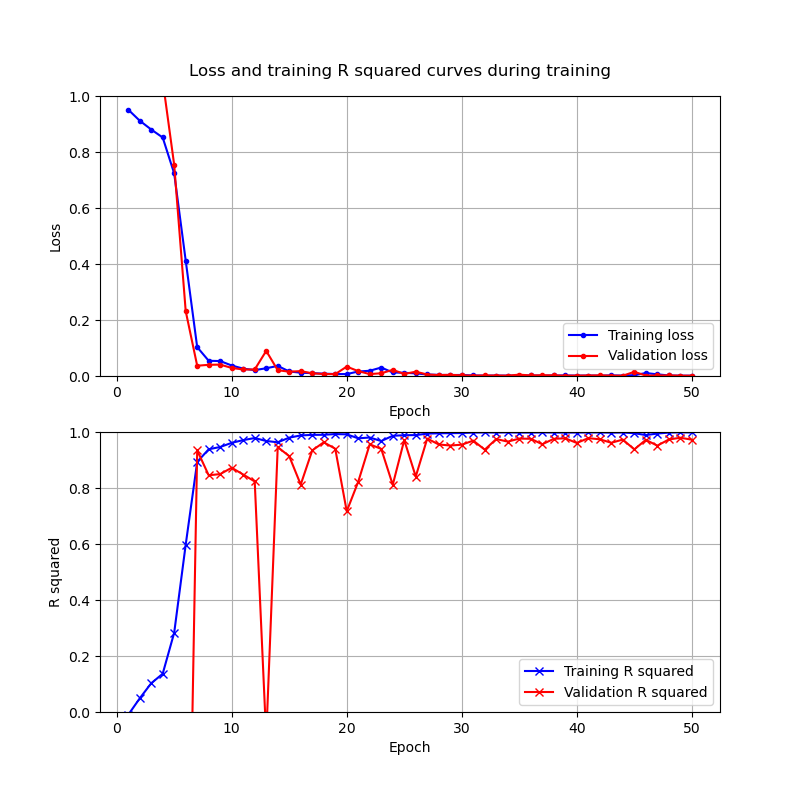 Loss and training R squared curves during training
1.0
0.8
0.6
0.4
0.2
0.0
Loss
Training loss
Validation loss
0 10 20 30 40 50
Epoch
1.0
0.8
0.6
0.4
0.2
0.0
R squared
Training R squared
Validation R squared
0 10 20 30 40 50
Epoch